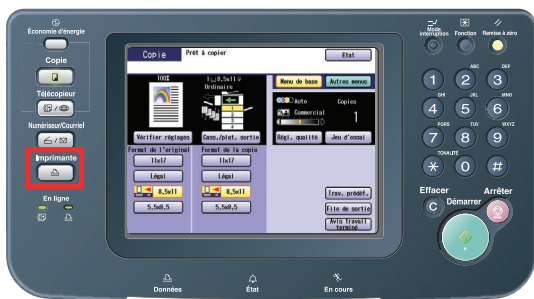 Économie d'énergie
Copie
Télécopieur
Numériseur/Courriel
Imprimante
En ligne
Copie Prêt à copier État
100% 1 8,5x11
Ordinaire
Vérifier réglages Cass./plat. sortie
Format de l'original Format de la copie
11x17 11x17
Légal Légal
8,5x11 8,5x11
5,5x8,5 5,5x8,5
Menu de base Autres menus
Auto Copies
Commercial 1
Régl. qualité Jeu d'essai
Trav. prédéf.
File de sortie
Avis travail
terminé
Données État En cours
Mode
interruption Fonction Remise à zéro
ABC DEF
1 2 3
GHI JKL MNO
4 5 6
PQRS TUV WXYZ
7 8 9
TONALITÉ
* 0 #
Effacer Arrêter
C Démarrer